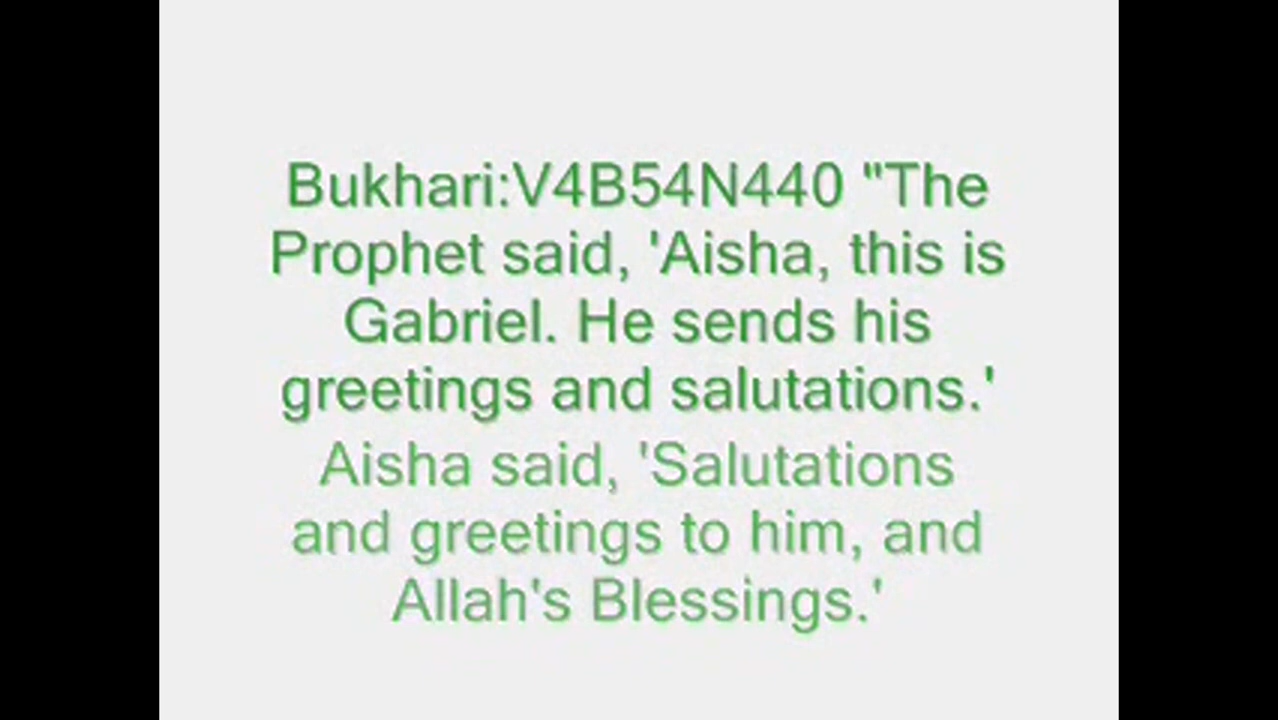 Bukhari:V4B54N440 "The
Prophet said, 'Aisha, this is
Gabriel. He sends his
greetings and salutations.'
Aisha said, 'Salutations
and greetings to him, and
Allah's Blessings.'